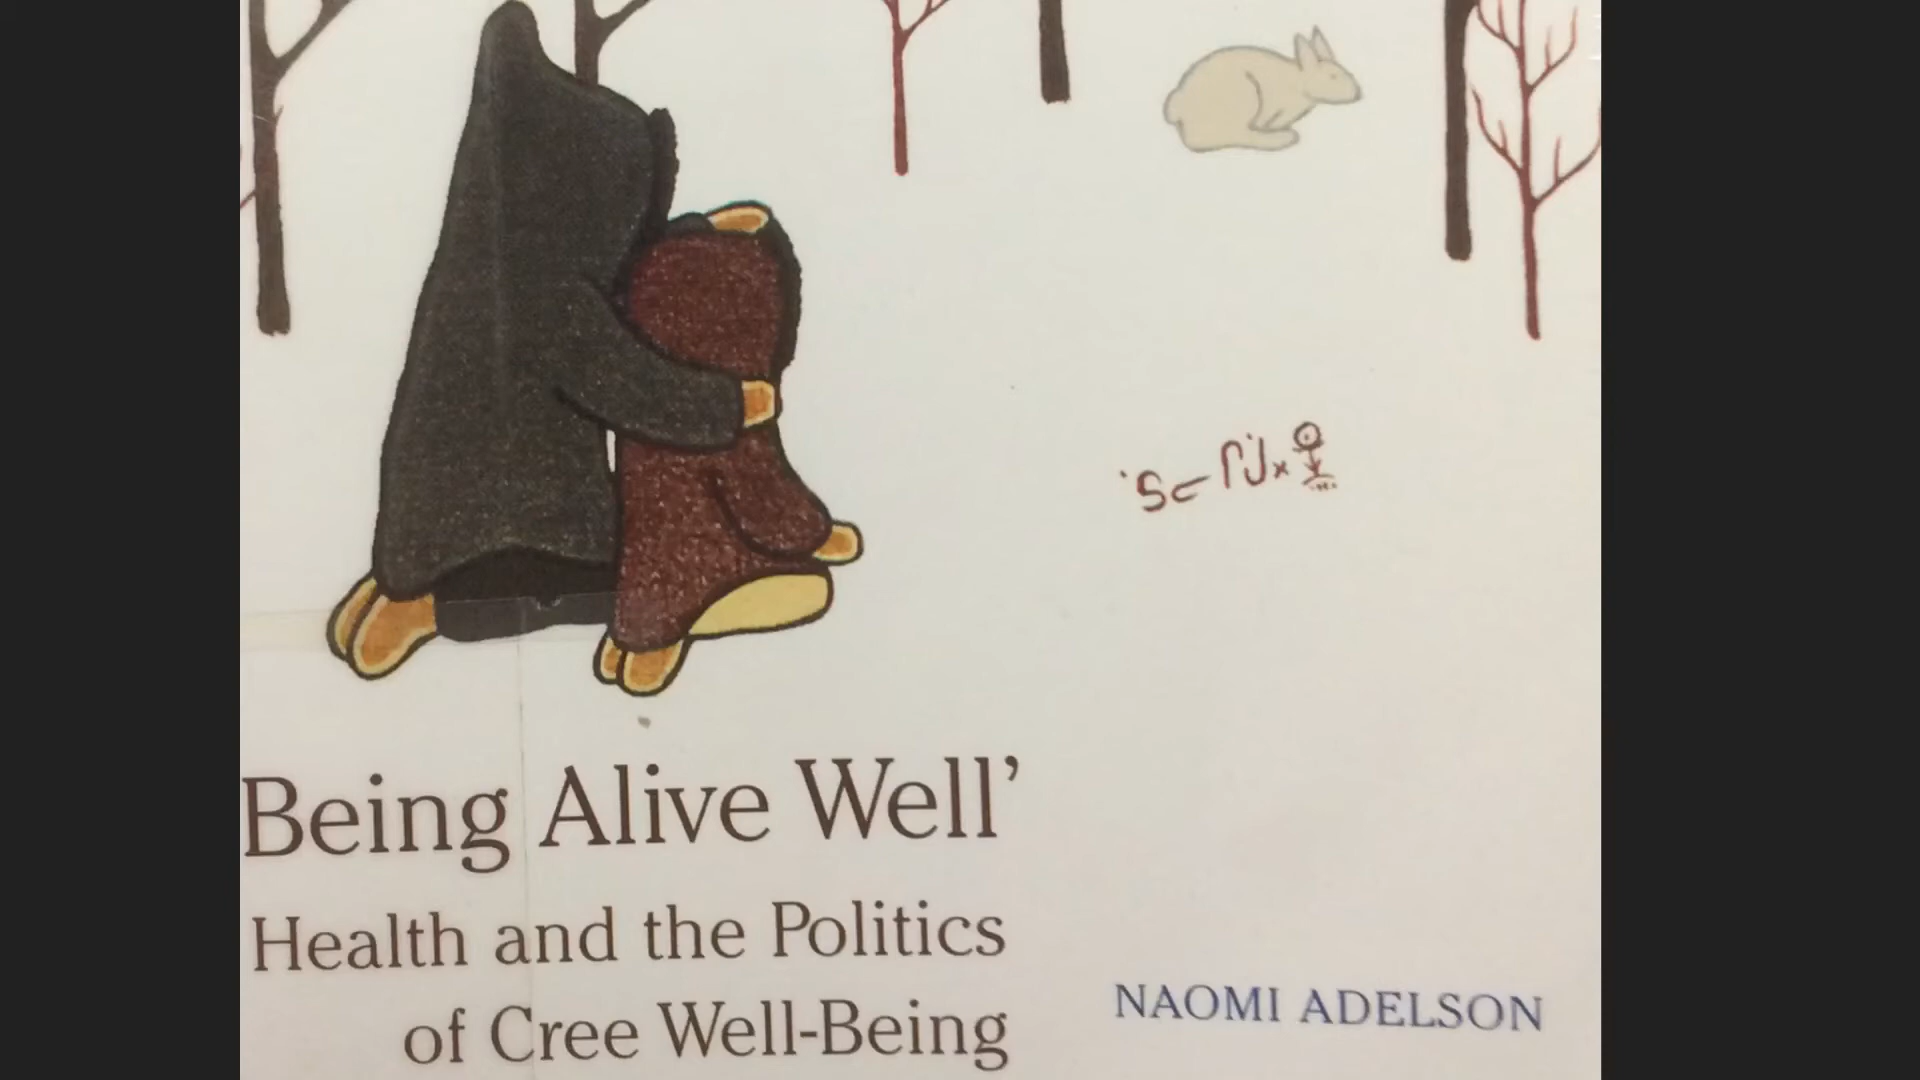 Being Alive Well’
Health and the Politics
of Cree Well-Being
NAOMI ADELSON